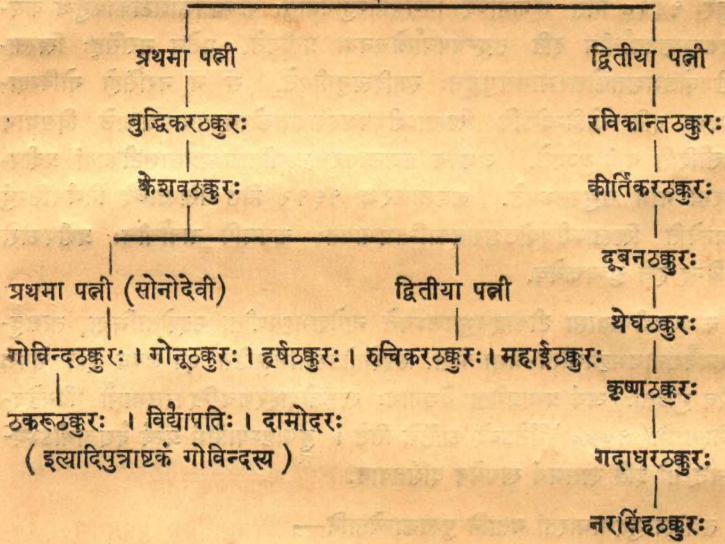 प्रथमा पत्नी द्वितीया पत्नी
बुद्धिकरठक्कुरः रविकान्तठक्कुरः
केशवठक्कुरः कीर्तिकरठक्कुरः
दूबनठक्कुरः
प्रथमा पत्नी (सोनोदेवी) द्वितीया पत्नी
थेघठक्कुरः
गोविन्दठक्कुरः । गोनूठक्कुरः । हर्षठक्कुरः । रुचिकरठक्कुरः । महाईठक्कुरः
कृष्णठक्कुरः
ठकरूठक्कुरः । विद्यापतिः । दामोदरः
( इत्यादिपुत्राष्टकं गोविन्दस्य ) गदाधरठक्कुरः
नरसिंहठक्कुरः